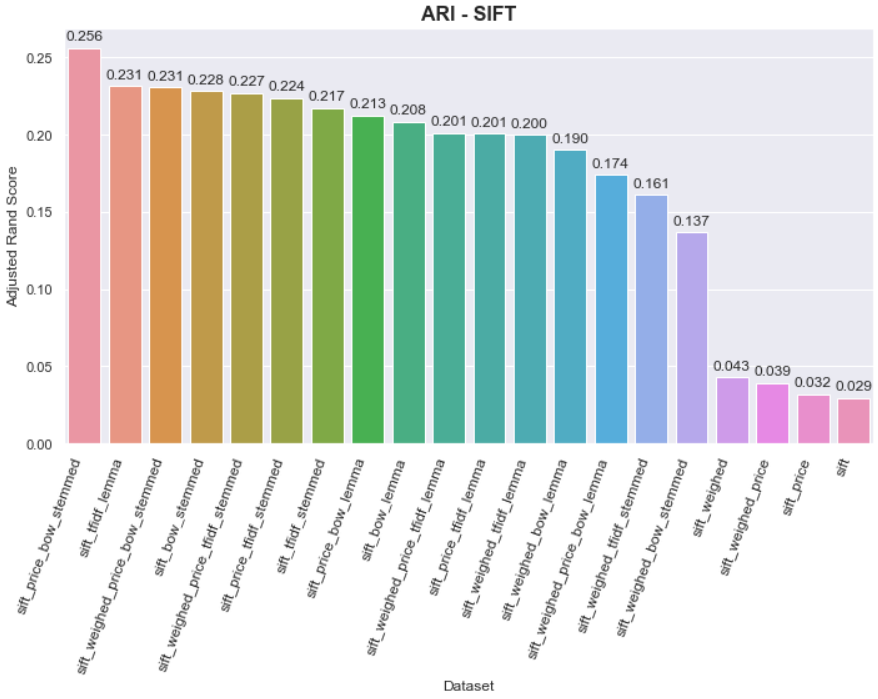 ARI - SIFT
Adjusted Rand Score
0.25
0.20
0.15
0.10
0.05
0.00
0.256
0.231
0.231
0.228
0.227
0.224
0.217
0.213
0.208
0.201
0.201
0.200
0.190
0.174
0.161
0.137
0.043
0.039
0.032
0.029
sift_price_bow_stemmed
sift_tfidf_lemma
sift_weighed_price_bow_stemmed
sift_bow_stemmed
sift_weighed_price_tfidf_stemmed
sift_price_tfidf_stemmed
sift_tfidf_stemmed
sift_price_bow_lemma
sift_bow_lemma
sift_weighed_price_tfidf_lemma
sift_price_tfidf_lemma
sift_weighed_tfidf_lemma
sift_weighed_bow_lemma
sift_weighed_price_bow_lemma
sift_weighed_tfidf_stemmed
sift_weighed_bow_stemmed
sift_weighed
sift_weighed_price
sift_price
sift
Dataset